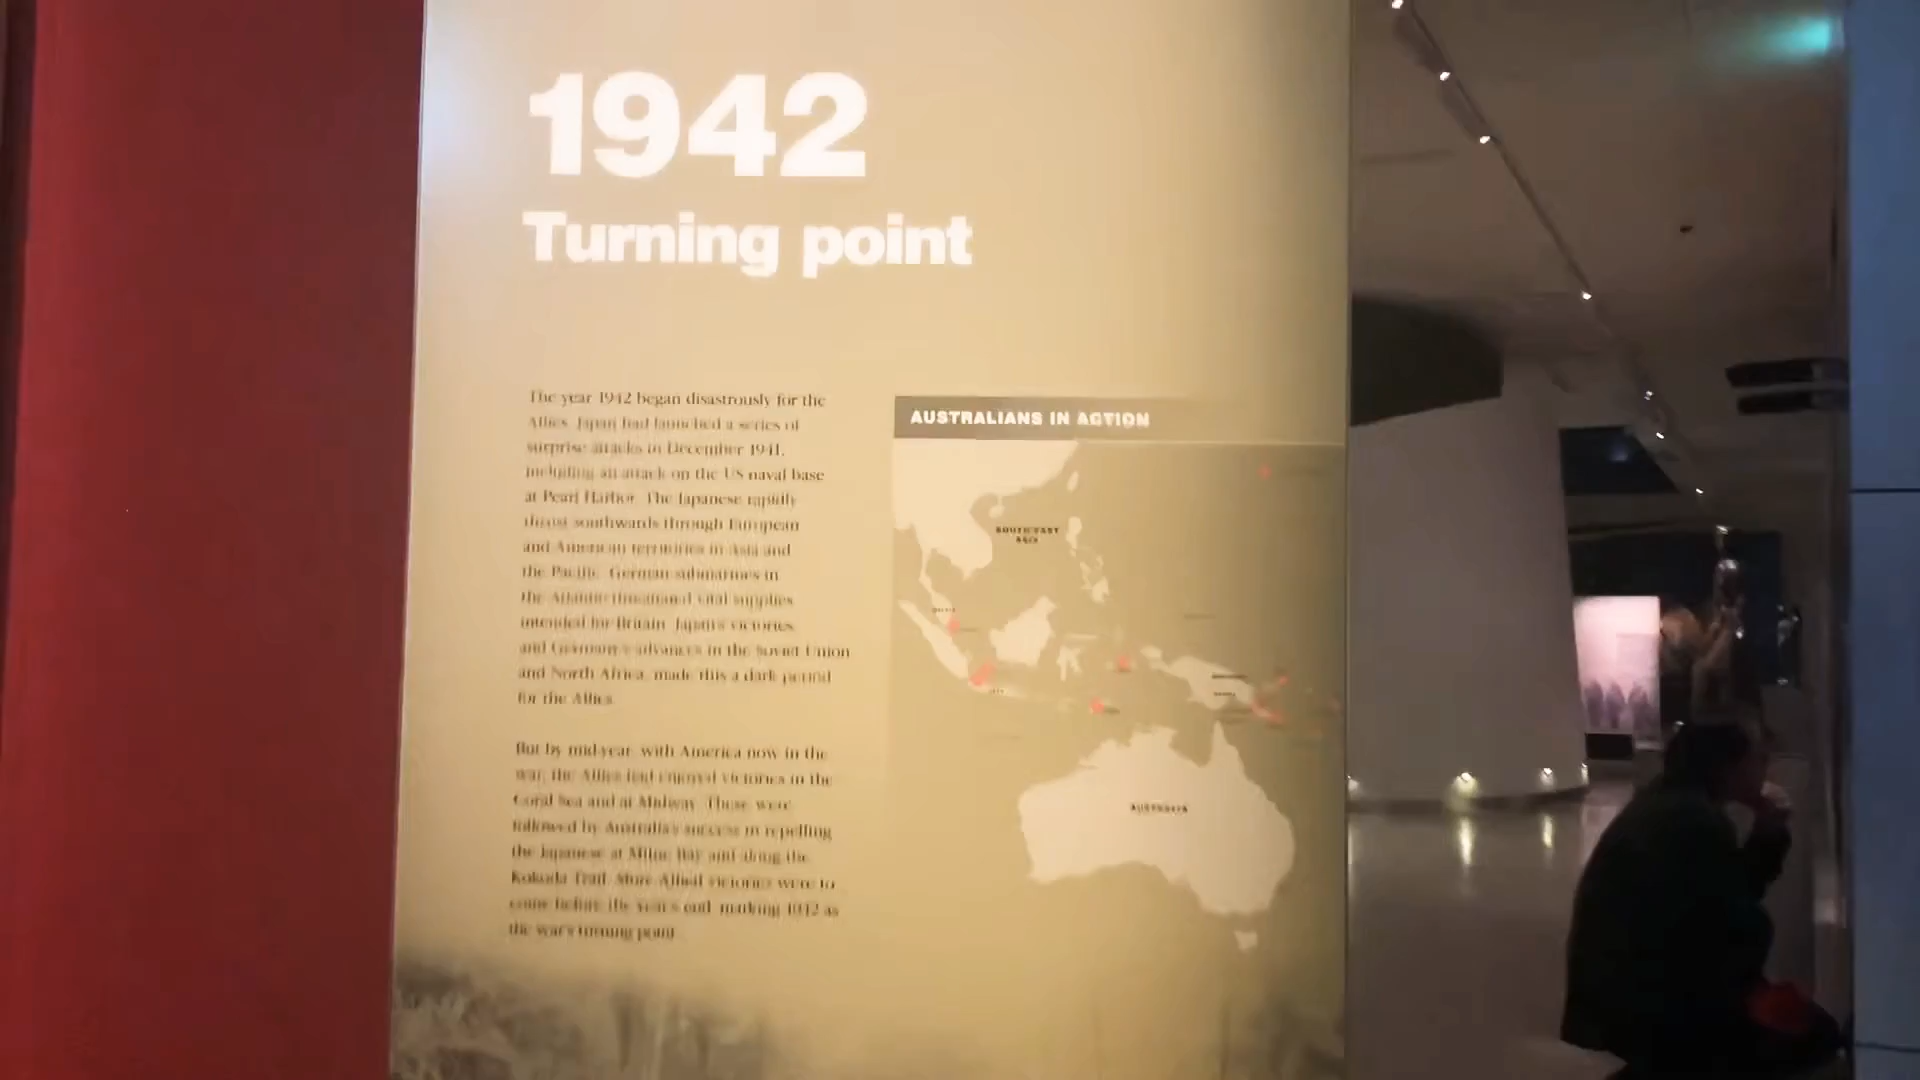 1942
Turning point
The year 1942 began disastrously for the
Allies. Japan had launched a series of
surprise attacks in December 1941,
including an attack on the US naval base
at Pearl Harbor. The Japanese rapidly
thrust southwards through European
and American territories in Asia and
the Pacific. German submarines in
the Atlantic threatened vital supplies
intended for Britain. Japan's victories,
and Germany's advances in the Soviet Union
and North Africa, made this a dark period
for the Allies.
But by mid-year, with America now in the
war, the Allies had enjoyed victories in the
Coral Sea and at Midway. These were
followed by Australia's success in repelling
the Japanese at Milne Bay and along the
Kokoda Trail. More Allied victories were to
come before the year's end, marking 1942 as
the war's turning point.
AUSTRALIANS IN ACTION
SOUTH-EAST
ASIA
JAVA
AUSTRALIA